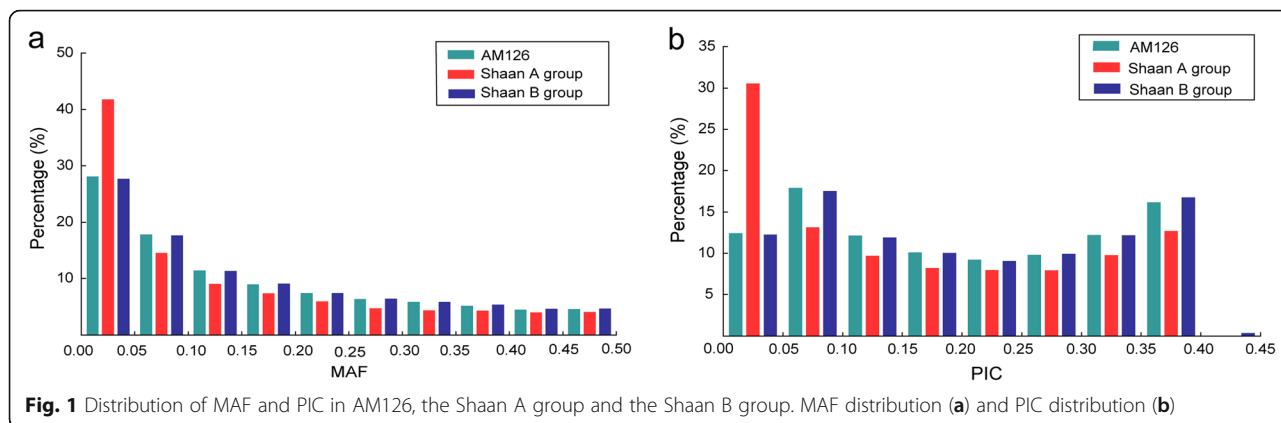 a
50
40
30
20
10
Percentage (%)
AM126
Shaan A group
Shaan B group
0.00 0.05 0.10 0.15 0.20 0.25 0.30 0.35 0.40 0.45 0.50
MAF
b
35
30
25
20
15
10
5
Percentage (%)
AM126
Shaan A group
Shaan B group
0.00 0.05 0.10 0.15 0.20 0.25 0.30 0.35 0.40 0.45
PIC
Fig. 1 Distribution of MAF and PIC in AM126, the Shaan A group and the Shaan B group. MAF distribution (a) and PIC distribution (b)